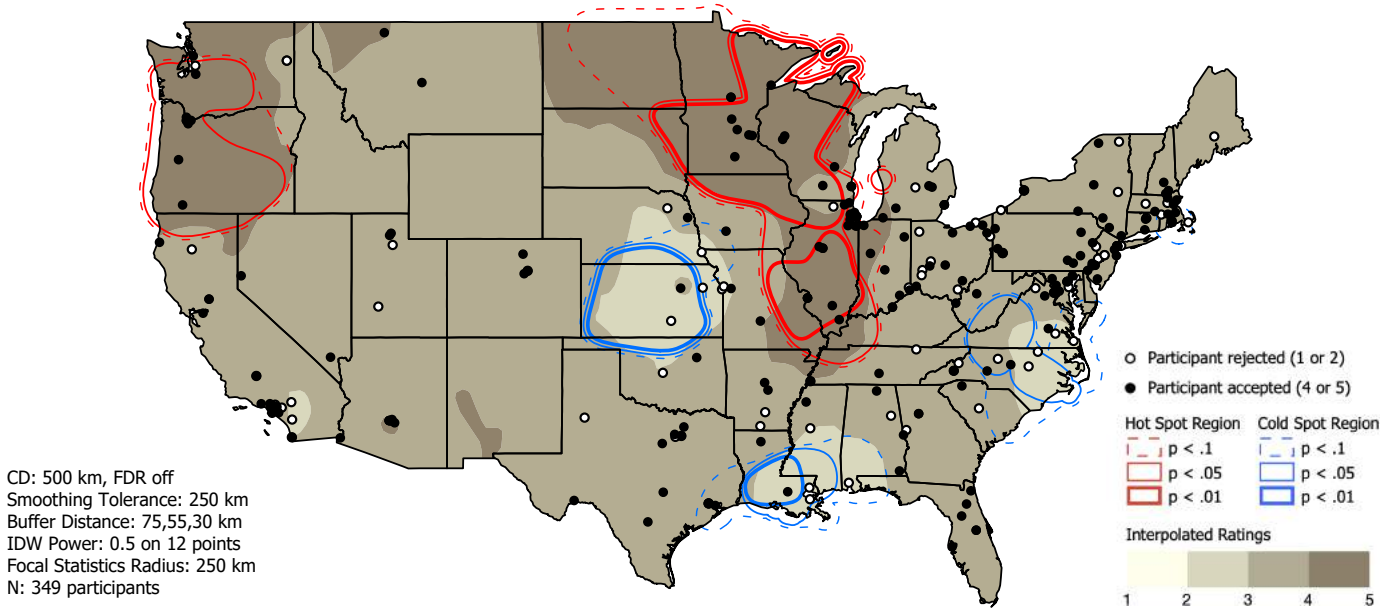 CD: 500 km, FDR off
Smoothing Tolerance: 250 km
Buffer Distance: 75,55,30 km
IDW Power: 0.5 on 12 points
Focal Statistics Radius: 250 km
N: 349 participants
Participant rejected (1 or 2)
Participant accepted (4 or 5)
Hot Spot Region
p < .1
p < .05
p < .01
Cold Spot Region
p < .1
p < .05
p < .01
Interpolated Ratings
1 2 3 4 5